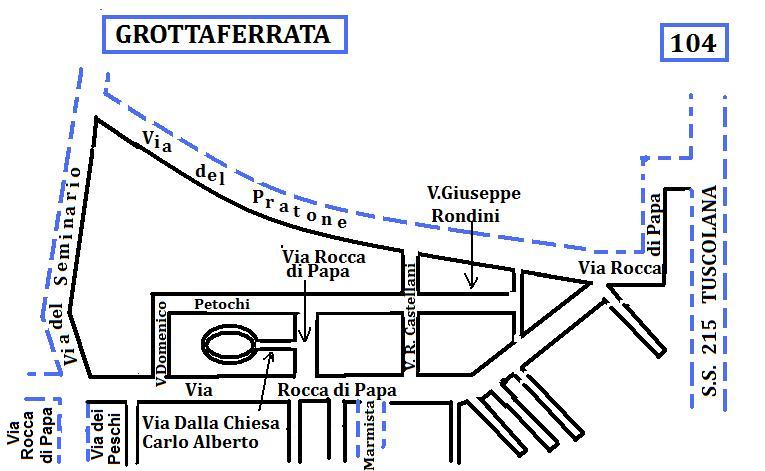 GROTTAFERRATA
104
Via del Pratone
V.Giuseppe
Rondini
Via del Seminario
Via Rocca
di Papa
Via Rocca
di Papa
S.S. 215 TUSCOLANA
Petochi
V.Domenico
V. R. Castellani
Via Rocca di Papa
Via Dalla Chiesa
Carlo Alberto
Via
Rocca
di Papa
Via dei
Peschi
Marmista